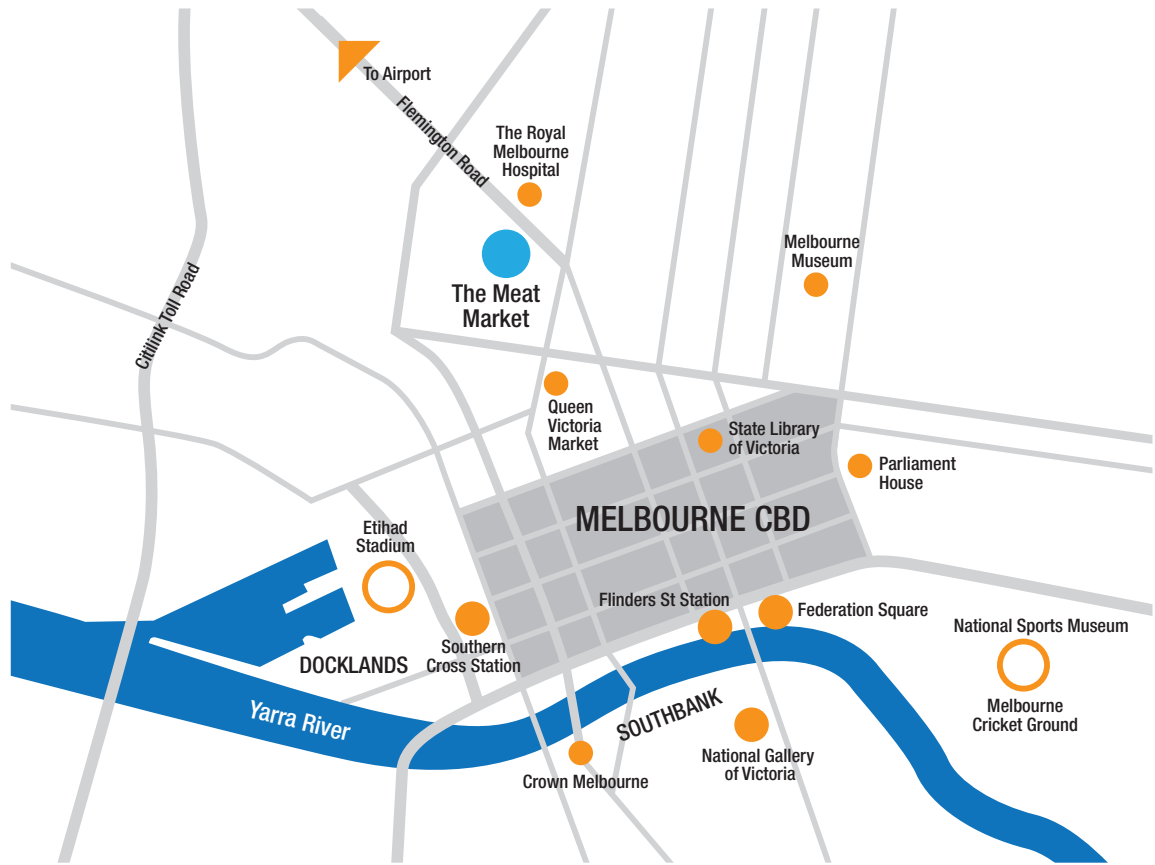 To Airport
Flemington Road
The Royal
Melbourne
Hospital
Melbourne
Museum
Citilink Toll Road
The Meat
Market
Queen
Victoria
Market
State Library
of Victoria
Parliament
House
MELBOURNE CBD
Etihad
Stadium
Flinders St Station
Federation Square
National Sports Museum
Southern
Cross Station
DOCKLANDS
Melbourne
Cricket Ground
Yarra River
SOUTHBANK
National Gallery
of Victoria
Crown Melbourne